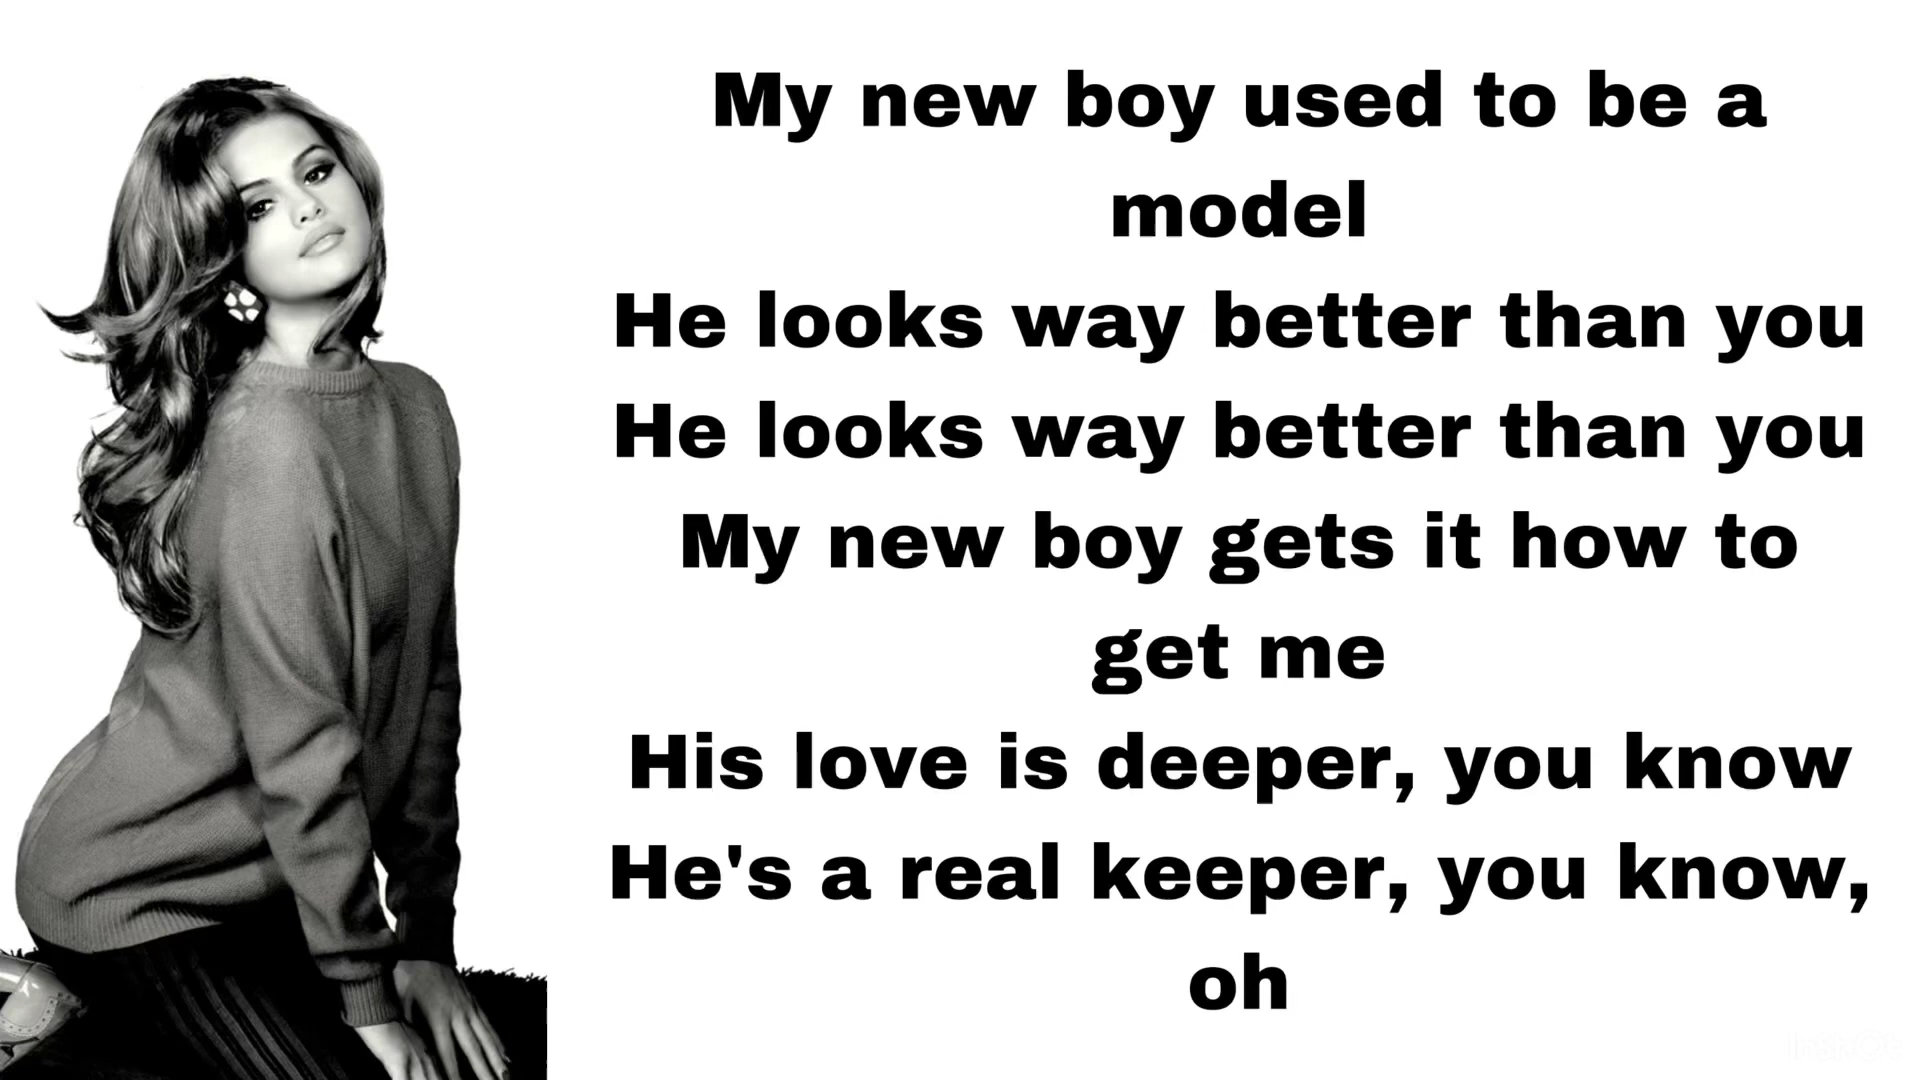 My new boy used to be a
model
He looks way better than you
He looks way better than you
My new boy gets it how to
get me
His love is deeper, you know
He's a real keeper, you know,
oh